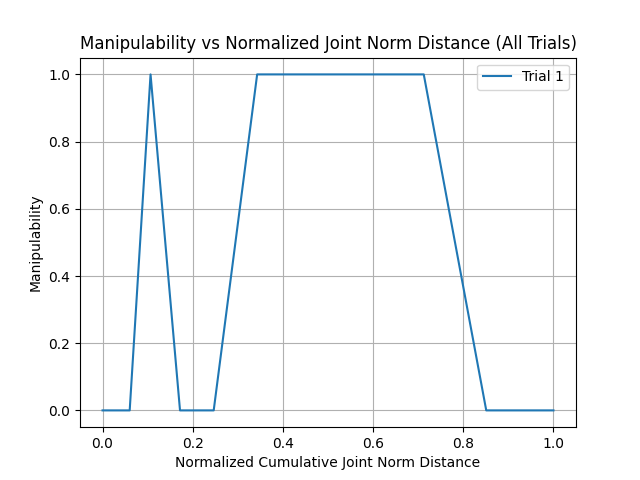 Manipulability vs Normalized Joint Norm Distance (All Trials)
Trial 1
Manipulability
1.0
0.8
0.6
0.4
0.2
0.0
0.0 0.2 0.4 0.6 0.8 1.0
Normalized Cumulative Joint Norm Distance